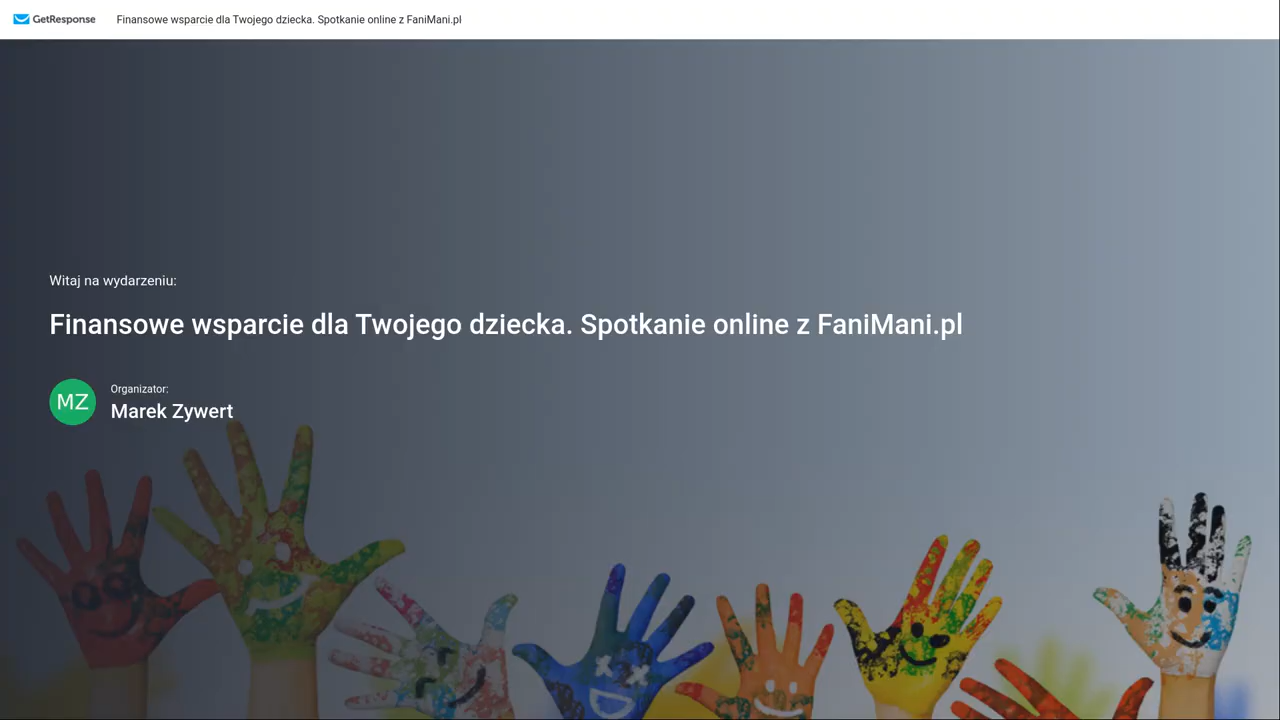 GetResponse
Finansowe wsparcie dla Twojego dziecka. Spotkanie online z FaniMani.pl
Witaj na wydarzeniu:
Finansowe wsparcie dla Twojego dziecka. Spotkanie online z FaniMani.pl
MZ
Organizator:
Marek Zywert